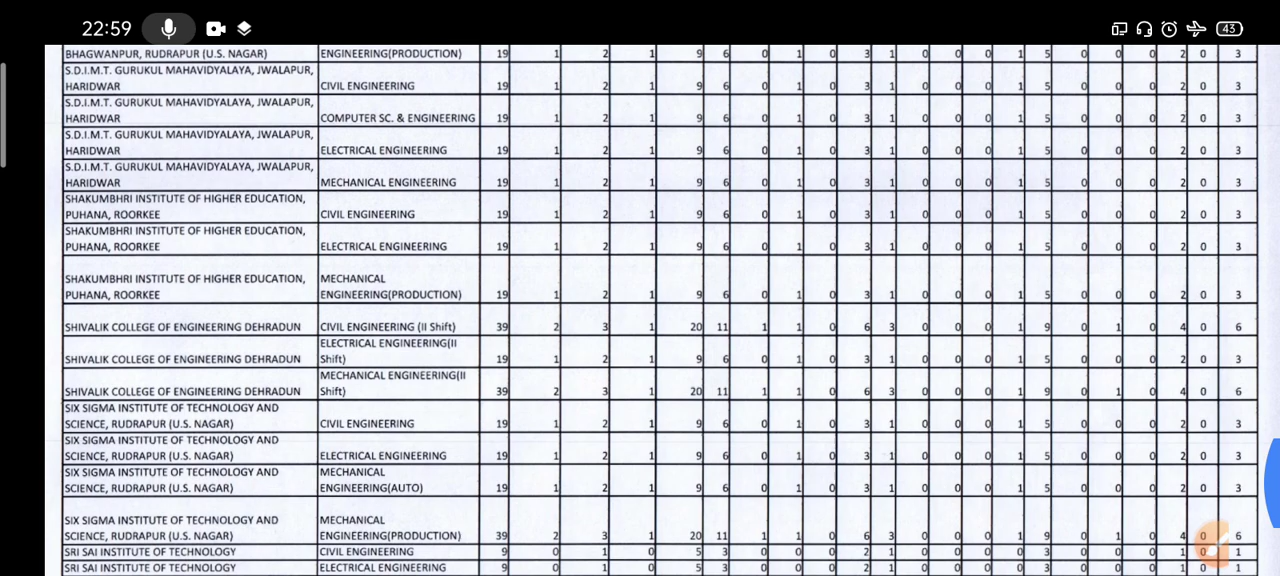 22:59 43
BHAGWANPUR, RUDRAPUR (U.S. NAGAR) ENGINEERING(PRODUCTION) 19 1 2 1 9 6 0 1 0 3 1 0 0 0 1 5 0 0 0 2 0 3
S.D.I.M.T. GURUKUL MAHAVIDYALAYA, JWALAPUR,
HARIDWAR CIVIL ENGINEERING 19 1 2 1 9 6 0 1 0 3 1 0 0 0 1 5 0 0 0 2 0 3
S.D.I.M.T. GURUKUL MAHAVIDYALAYA, JWALAPUR,
HARIDWAR COMPUTER SC. & ENGINEERING 19 1 2 1 9 6 0 1 0 3 1 0 0 0 1 5 0 0 0 2 0 3
S.D.I.M.T. GURUKUL MAHAVIDYALAYA, JWALAPUR,
HARIDWAR ELECTRICAL ENGINEERING 19 1 2 1 9 6 0 1 0 3 1 0 0 0 1 5 0 0 0 2 0 3
S.D.I.M.T. GURUKUL MAHAVIDYALAYA, JWALAPUR,
HARIDWAR MECHANICAL ENGINEERING 19 1 2 1 9 6 0 1 0 3 1 0 0 0 1 5 0 0 0 2 0 3
SHAKUMBHRI INSTITUTE OF HIGHER EDUCATION,
PUHANA, ROORKEE CIVIL ENGINEERING 19 1 2 1 9 6 0 1 0 3 1 0 0 0 1 5 0 0 0 2 0 3
SHAKUMBHRI INSTITUTE OF HIGHER EDUCATION,
PUHANA, ROORKEE ELECTRICAL ENGINEERING 19 1 2 1 9 6 0 1 0 3 1 0 0 0 1 5 0 0 0 2 0 3
SHAKUMBHRI INSTITUTE OF HIGHER EDUCATION, MECHANICAL
PUHANA, ROORKEE ENGINEERING(PRODUCTION) 19 1 2 1 9 6 0 1 0 3 1 0 0 0 1 5 0 0 0 2 0 3
SHIVALIK COLLEGE OF ENGINEERING DEHRADUN CIVIL ENGINEERING (II Shift) 39 2 3 1 20 11 1 1 0 6 3 0 0 0 1 9 0 1 0 4 0 6
ELECTRICAL ENGINEERING(II
SHIVALIK COLLEGE OF ENGINEERING DEHRADUN Shift) 19 1 2 1 9 6 0 1 0 3 1 0 0 0 1 5 0 0 0 2 0 3
MECHANICAL ENGINEERING(II
SHIVALIK COLLEGE OF ENGINEERING DEHRADUN Shift) 39 2 3 1 20 11 1 1 0 6 3 0 0 0 1 9 0 1 0 4 0 6
SIX SIGMA INSTITUTE OF TECHNOLOGY AND
SCIENCE, RUDRAPUR (U.S. NAGAR) CIVIL ENGINEERING 19 1 2 1 9 6 0 1 0 3 1 0 0 0 1 5 0 0 0 2 0 3
SIX SIGMA INSTITUTE OF TECHNOLOGY AND
SCIENCE, RUDRAPUR (U.S. NAGAR) ELECTRICAL ENGINEERING 19 1 2 1 9 6 0 1 0 3 1 0 0 0 1 5 0 0 0 2 0 3
SIX SIGMA INSTITUTE OF TECHNOLOGY AND MECHANICAL
SCIENCE, RUDRAPUR (U.S. NAGAR) ENGINEERING(AUTO) 19 1 2 1 9 6 0 1 0 3 1 0 0 0 1 5 0 0 0 2 0 3
SIX SIGMA INSTITUTE OF TECHNOLOGY AND MECHANICAL
SCIENCE, RUDRAPUR (U.S. NAGAR) ENGINEERING(PRODUCTION) 39 2 3 1 20 11 1 1 0 6 3 0 0 0 1 9 0 1 0 4 0 6
SRI SAI INSTITUTE OF TECHNOLOGY CIVIL ENGINEERING 9 0 1 0 5 3 0 0 0 2 1 0 0 0 0 3 0 0 0 1 0 1
SRI SAI INSTITUTE OF TECHNOLOGY ELECTRICAL ENGINEERING 9 0 1 0 5 3 0 0 0 2 1 0 0 0 0 3 0 0 0 1 0 1